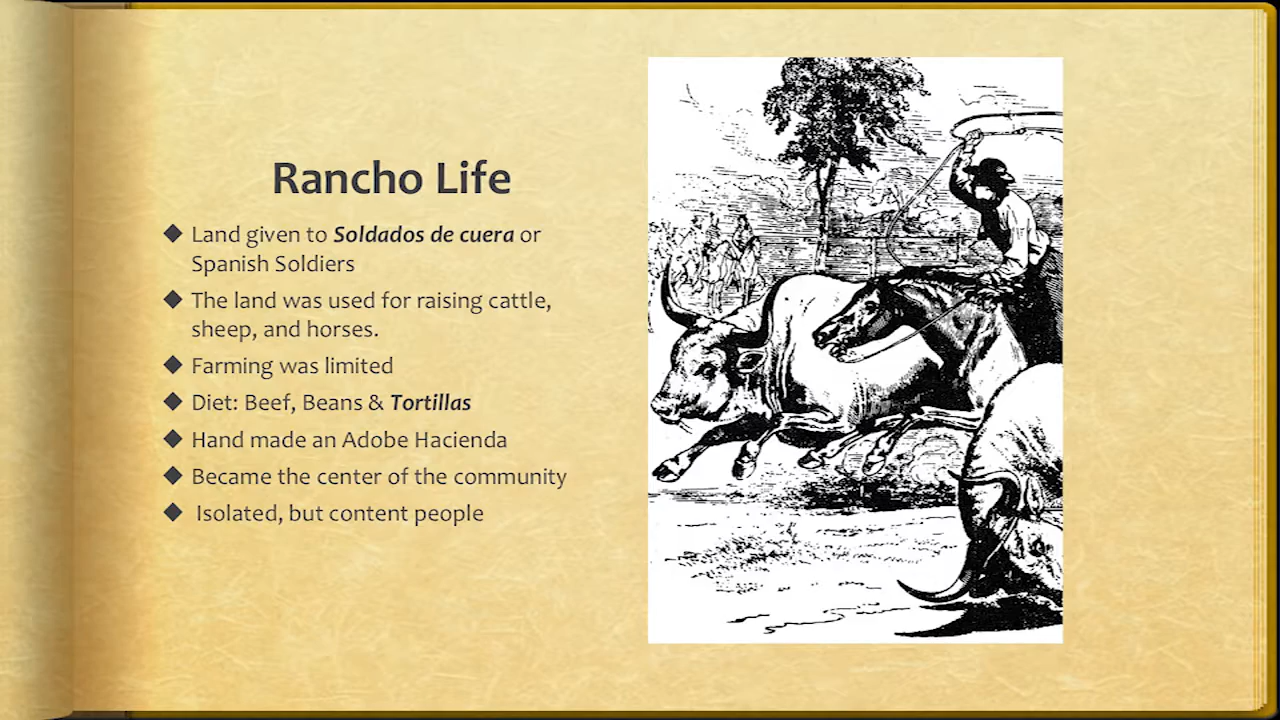 Rancho Life
Land given to Soldados de cuera or
Spanish Soldiers
The land was used for raising cattle,
sheep, and horses.
Farming was limited
Diet: Beef, Beans & Tortillas
Hand made an Adobe Hacienda
Became the center of the community
Isolated, but content people